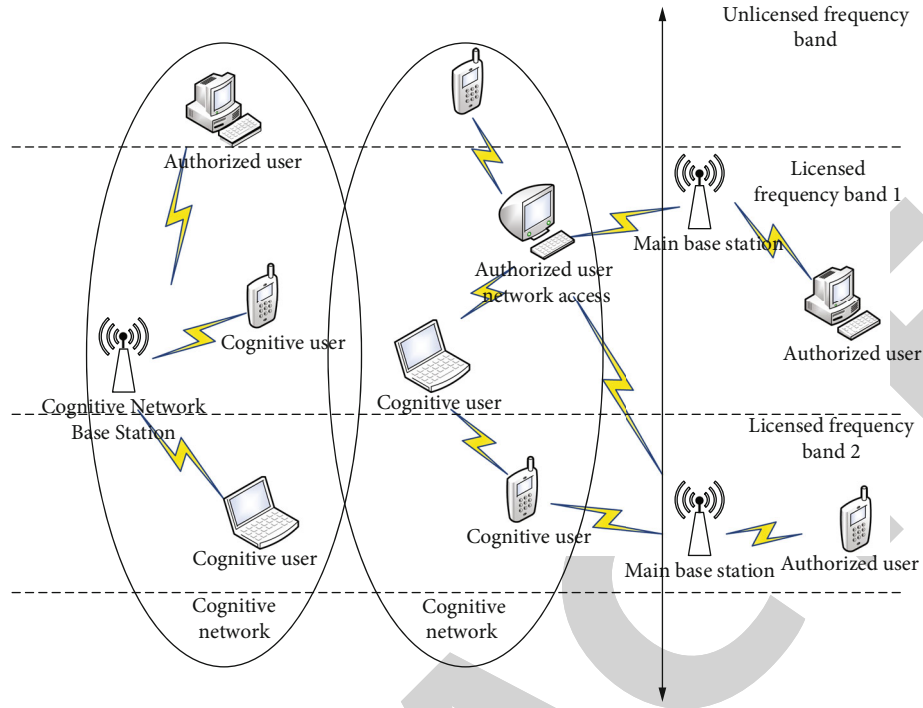 Unlicensed frequency
band
Authorized user
Licensed
frequency band 1
Main base station
Authorized user
network access
Cognitive user
Authorized user
Cognitive user
Cognitive Network
Base Station
Licensed frequency
band 2
Cognitive user
Cognitive user
Main base station
Authorized user
Cognitive
network
Cognitive
network